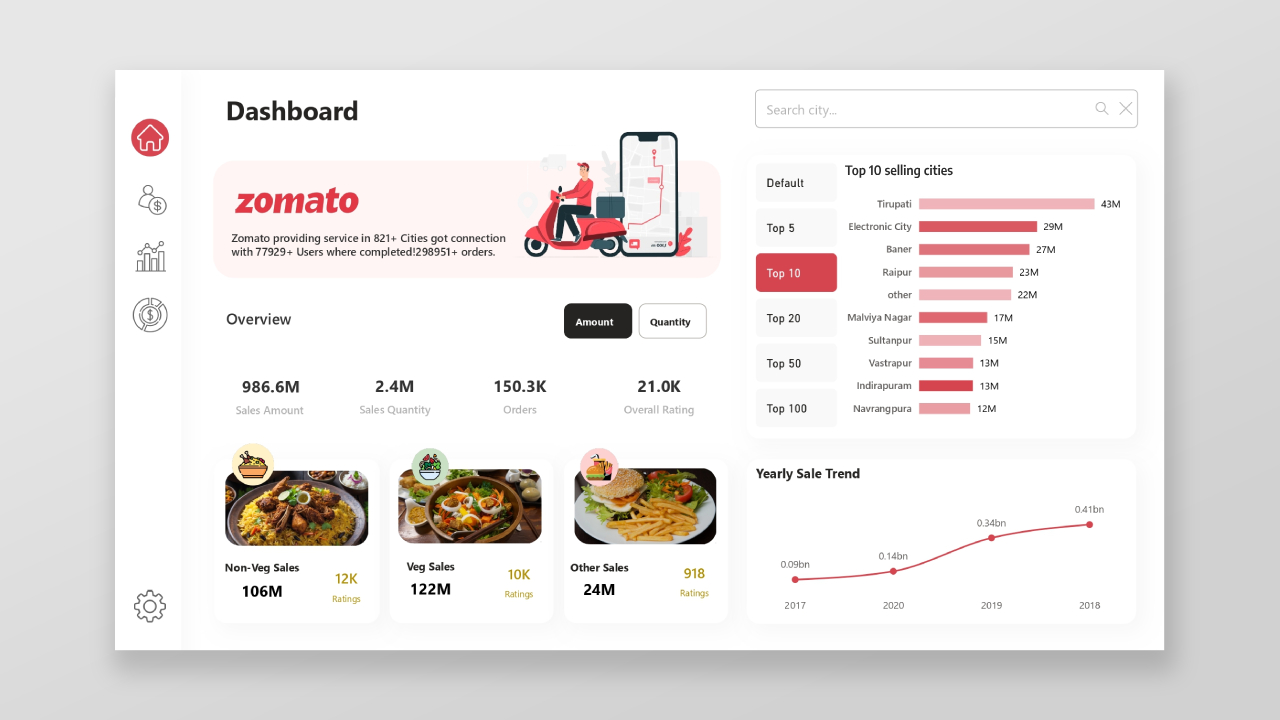 Dashboard
Search city...
zomato
Zomato providing service in 821+ Cities got connection
with 77929+ Users where completed!298951+ orders.
Overview
Amount
Quantity
986.6M
Sales Amount
2.4M
Sales Quantity
150.3K
Orders
21.0K
Overall Rating
Non-Veg Sales
106M
12K
Ratings
Veg Sales
122M
10K
Ratings
Other Sales
24M
918
Ratings
Default
Top 5
Top 10
Top 20
Top 50
Top 100
Top 10 selling cities
Tirupati 43M
Electronic City 29M
Baner 27M
Raipur 23M
other 22M
Malviya Nagar 17M
Sultanpur 15M
Vastrapur 13M
Indirapuram 13M
Navrangpura 12M
Yearly Sale Trend
0.09bn
0.14bn
0.34bn
0.41bn
2017
2020
2019
2018